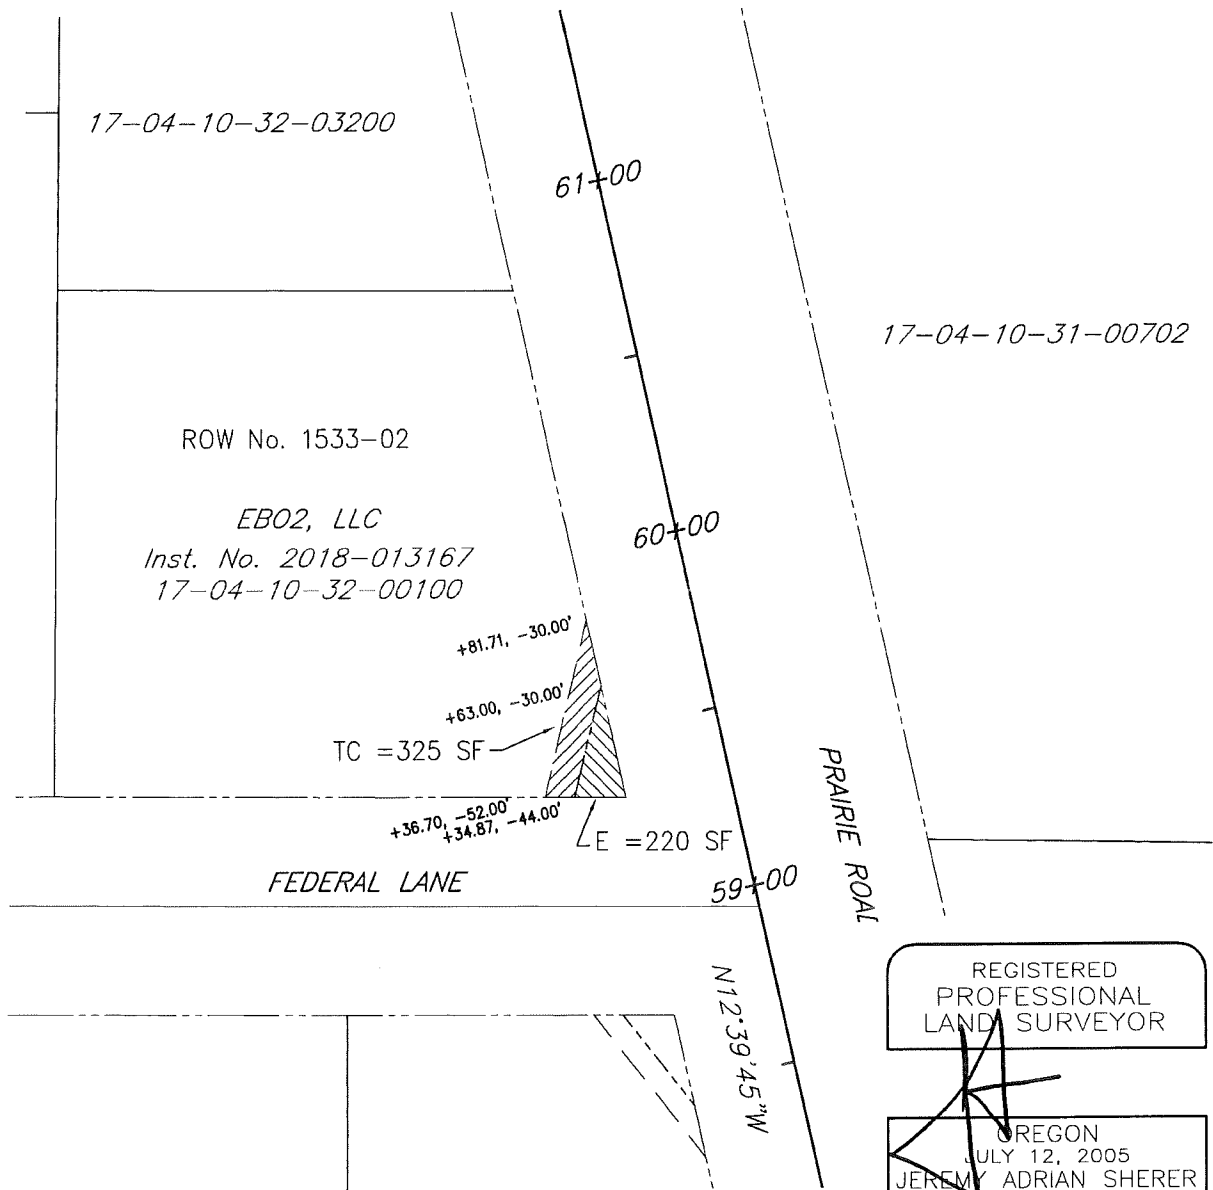 17-04-10-32-03200
61+00
17-04-10-31-00702
ROW No. 1533-02
EBO2, LLC
Inst. No. 2018-013167
17-04-10-32-00100
60+00
+81.71, -30.00'
+63.00, -30.00'
TC =325 SF
+36.70, -52.00'
+34.87, -44.00'
E =220 SF
PRAIRIE ROAD
FEDERAL LANE
59+00
N12°39'45"W
REGISTERED
PROFESSIONAL
LAND SURVEYOR
OREGON
JULY 12, 2005
JEREMY ADRIAN SHERER